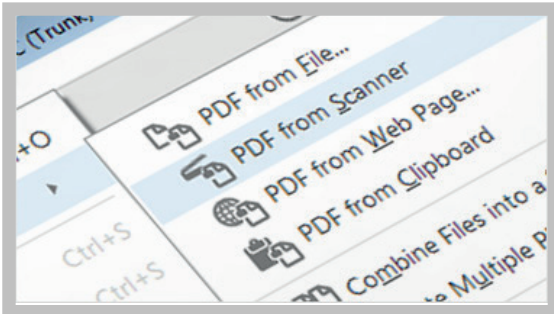 (Trunk)
PDF from File...
+O
PDF from Scanner
PDF from Web Page...
PDF from Clipboard
Ctrl+S
Combine Files into a
Ctrl+S
Multiple